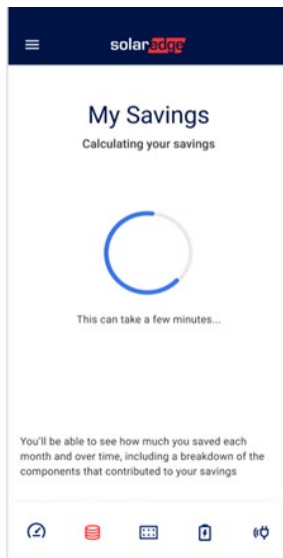 solaredge
My Savings
Calculating your savings
This can take a few minutes...
You'll be able to see how much you saved each
month and over time, including a breakdown of the
components that contributed to your savings